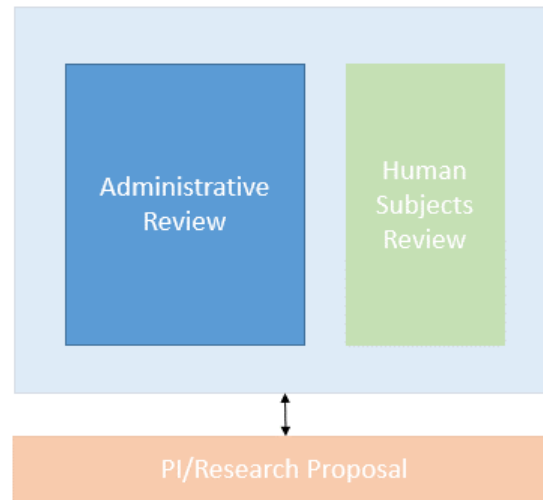 Administrative
Review
Human
Subjects
Review
PI/Research Proposal